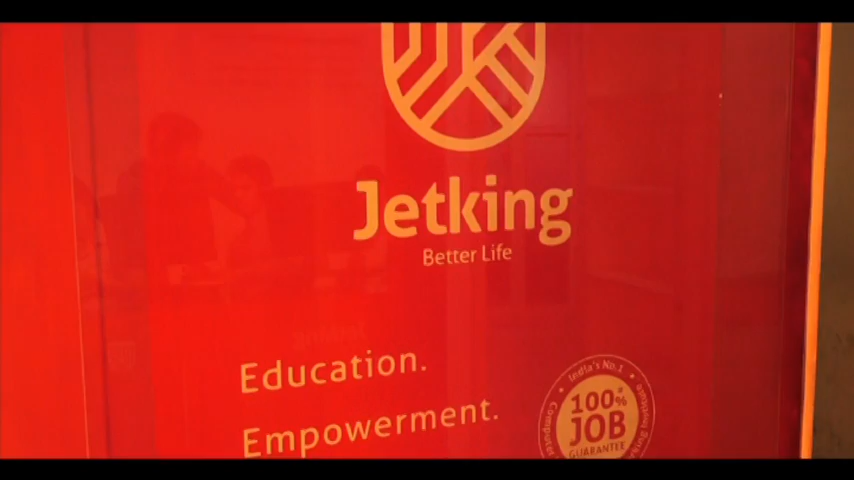 Jetking
Better Life
Education.
Empowerment.
India's No.1
100%#
JOB
GUARANTEE